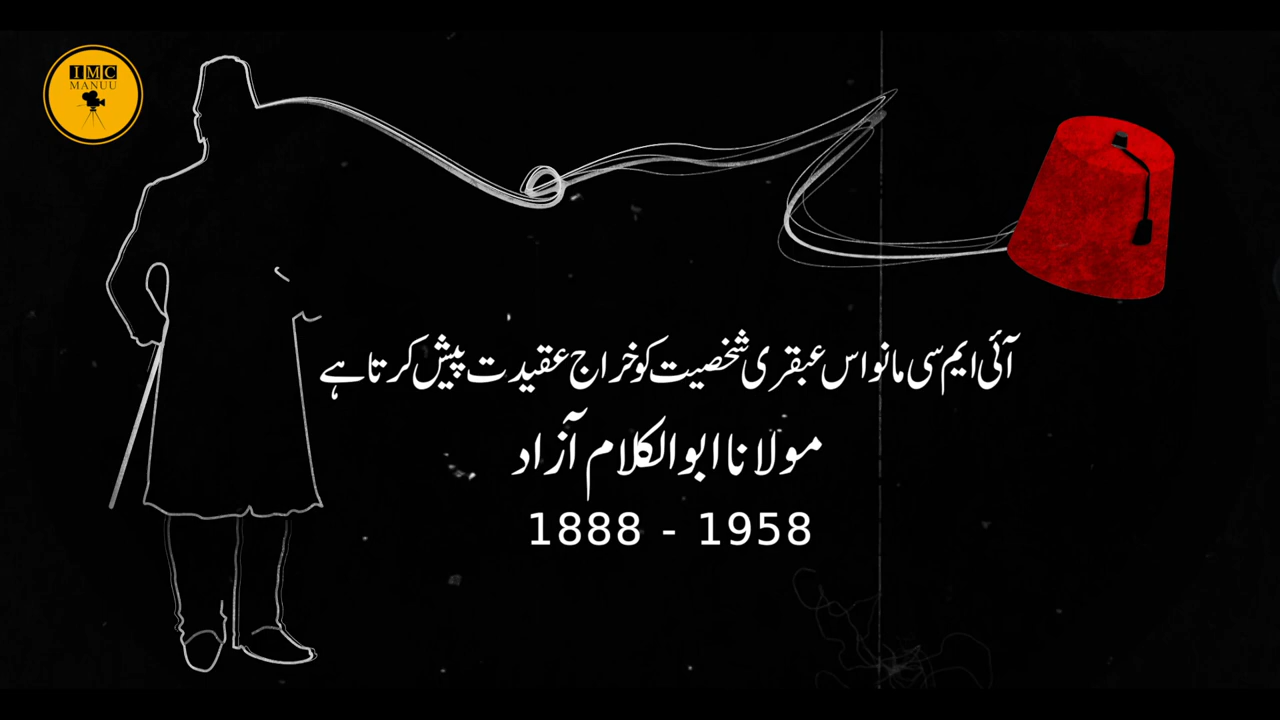 IMC
MANUU
آئی ایم سی مانو اس عبقری شخصیت کو خراج عقیدت پیش کرتا ہے
مولانا ابوالکلام آزاد
1888 - 1958